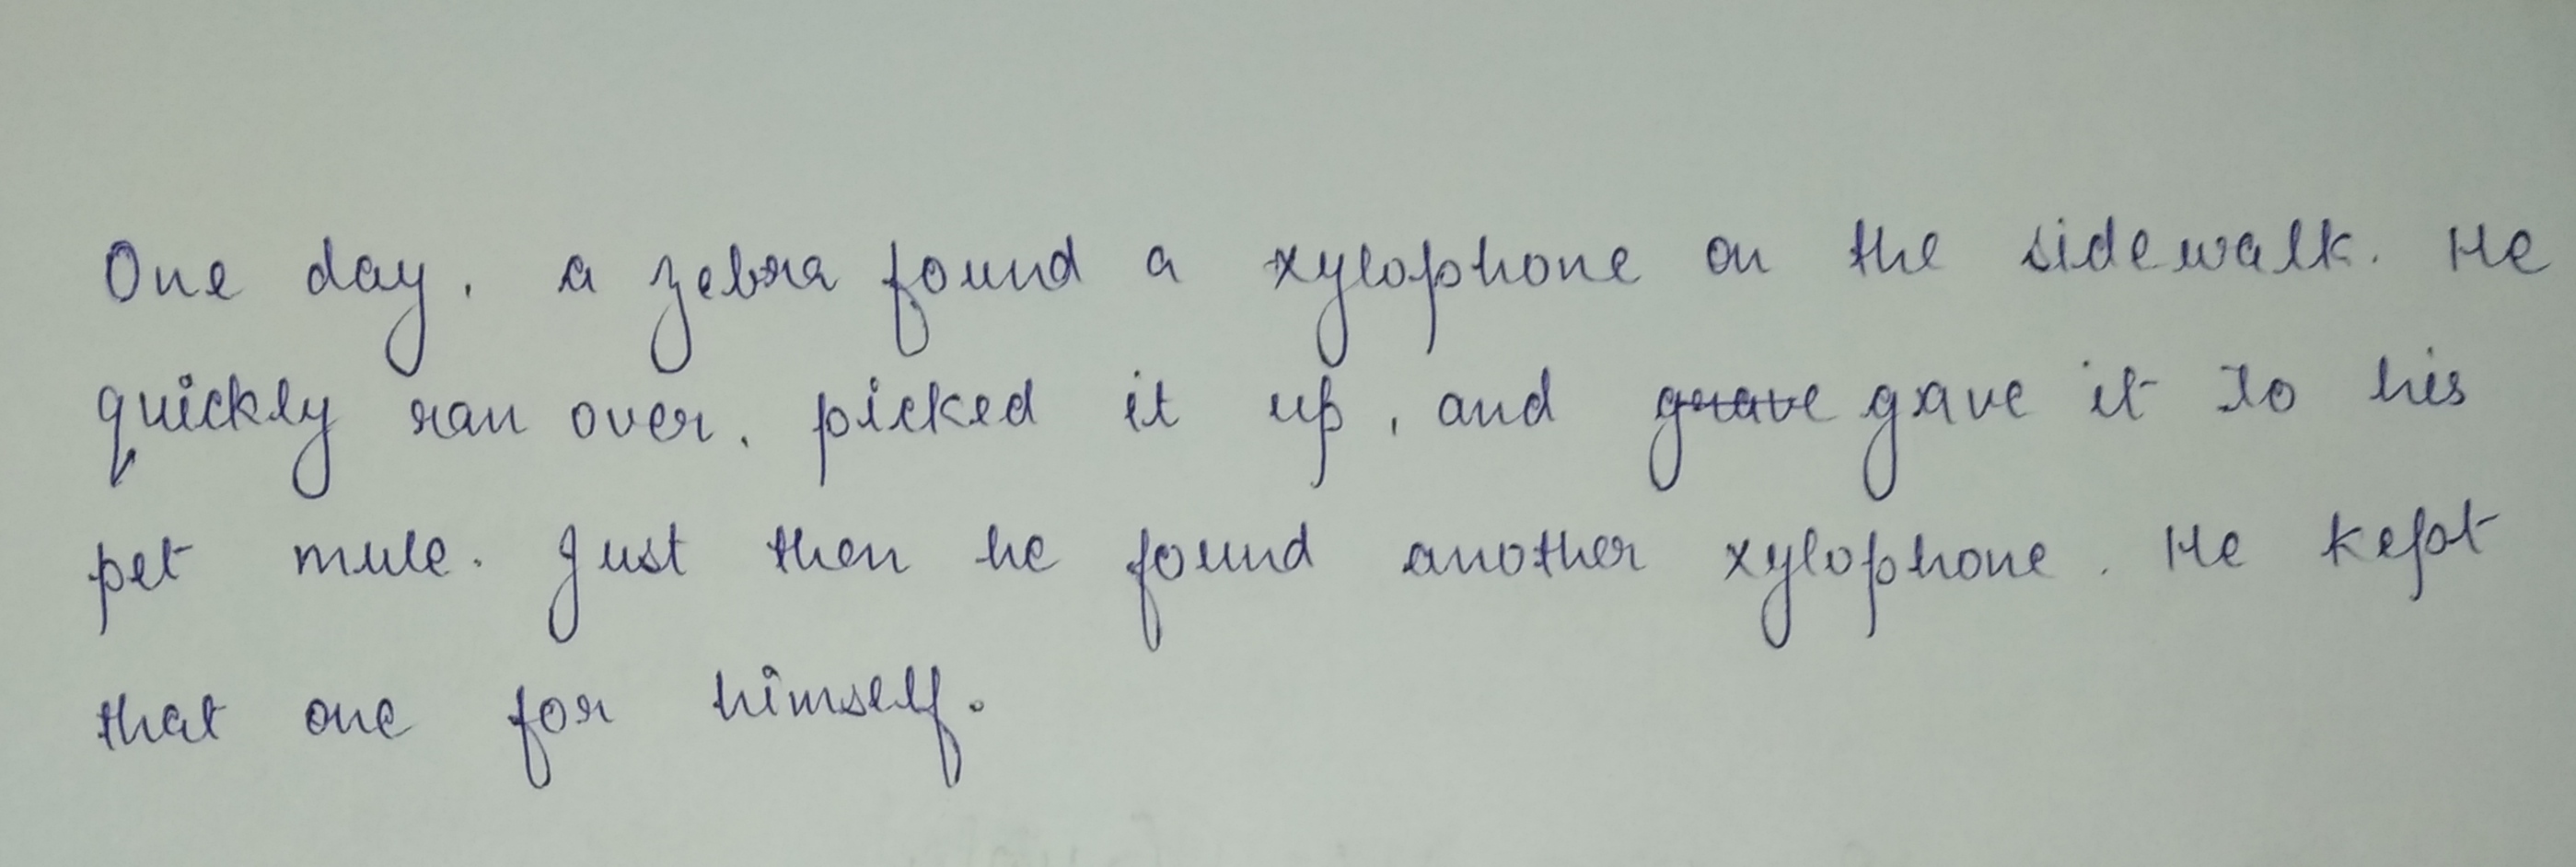 One day, a zebra found a xylophone on the sidewalk. He
quickly ran over, picked it up, and grave gave it to his
pet mule. Just then he found another xylophone. He kept
that one for himself.